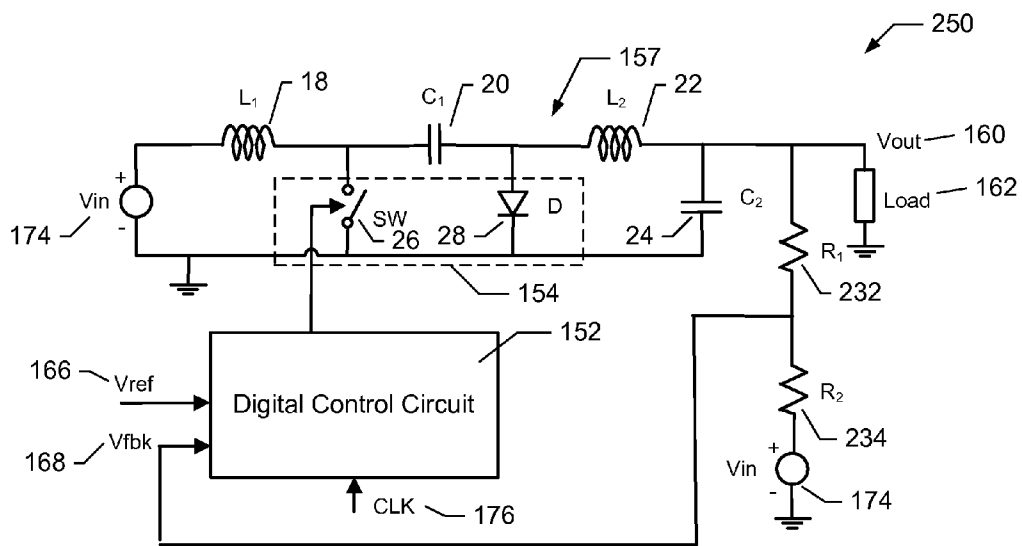 250
157
18
20
22
L1
C1
L2
Vout 160
+
Vin
-
174
SW
26
28
D
24
C2
Load
162
154
R1
232
152
166
Vref
Digital Control Circuit
168
Vfbk
R2
234
+
Vin
-
174
CLK
176